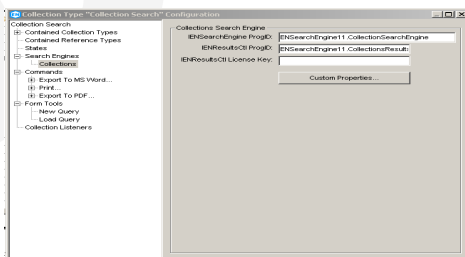 Collection Type "Collection Search" Configuration
Collection Search
Contained Collection Types
Contained Reference Types
States
Search Engines
Collections
Commands
Export To MS Word...
Print...
Export To PDF...
Form Tools
New Query
Load Query
Collection Listeners
Collections Search Engine
IENSearchEngine ProgID: ENSearchEngine11.CollectionSearchEngine
IENResultsCtl ProgID: ENSearchEngine11.CollectionsResults
IENResultsCtl License Key:
Custom Properties...